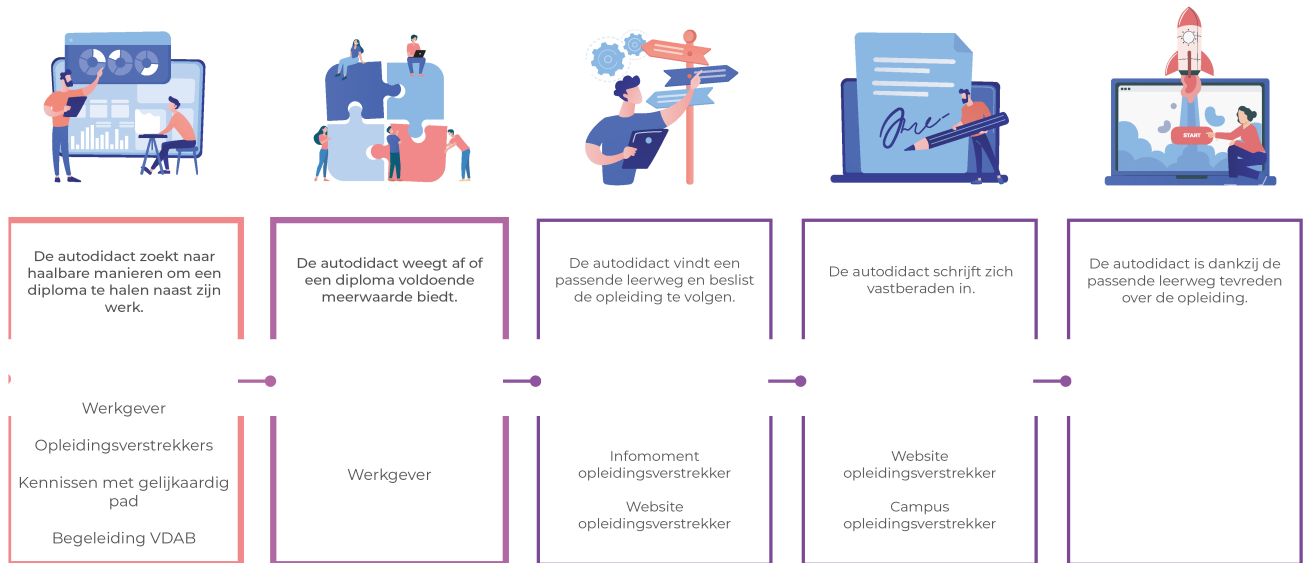 START
De autodidact zoekt naar
haalbare manieren om een
diploma te halen naast zijn
werk.
De autodidact weegt af of
een diploma voldoende
meerwaarde biedt.
De autodidact vindt een
passende leerweg en beslist
de opleiding te volgen.
De autodidact schrijft zich
vastberaden in.
De autodidact is dankzij de
passende leerweg tevreden
over de opleiding.
Werkgever
Opleidingsverstrekkers
Kennissen met gelijkaardig
pad
Begeleiding VDAB
Werkgever
Infomoment
opleidingsverstrekker
Website
opleidingsverstrekker
Website
opleidingsverstrekker
Campus
opleidingsverstrekker